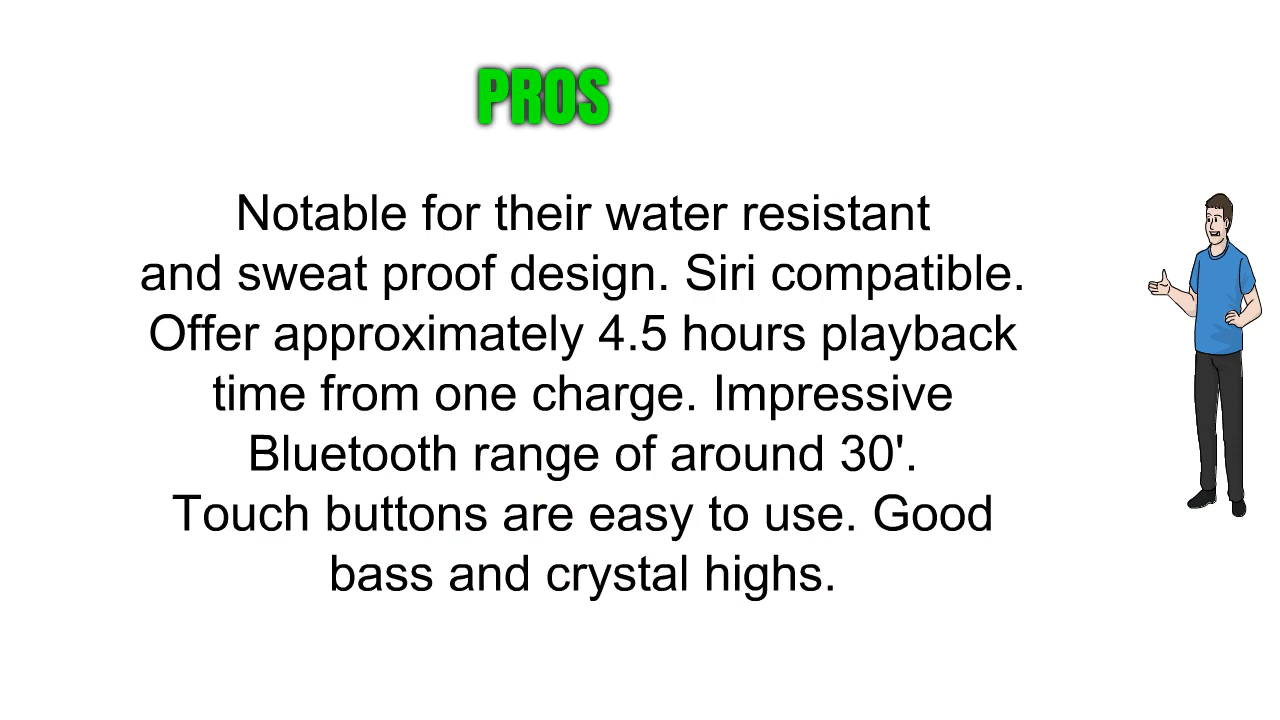 PROS
Notable for their water resistant
and sweat proof design. Siri compatible.
Offer approximately 4.5 hours playback
time from one charge. Impressive
Bluetooth range of around 30'.
Touch buttons are easy to use. Good
bass and crystal highs.